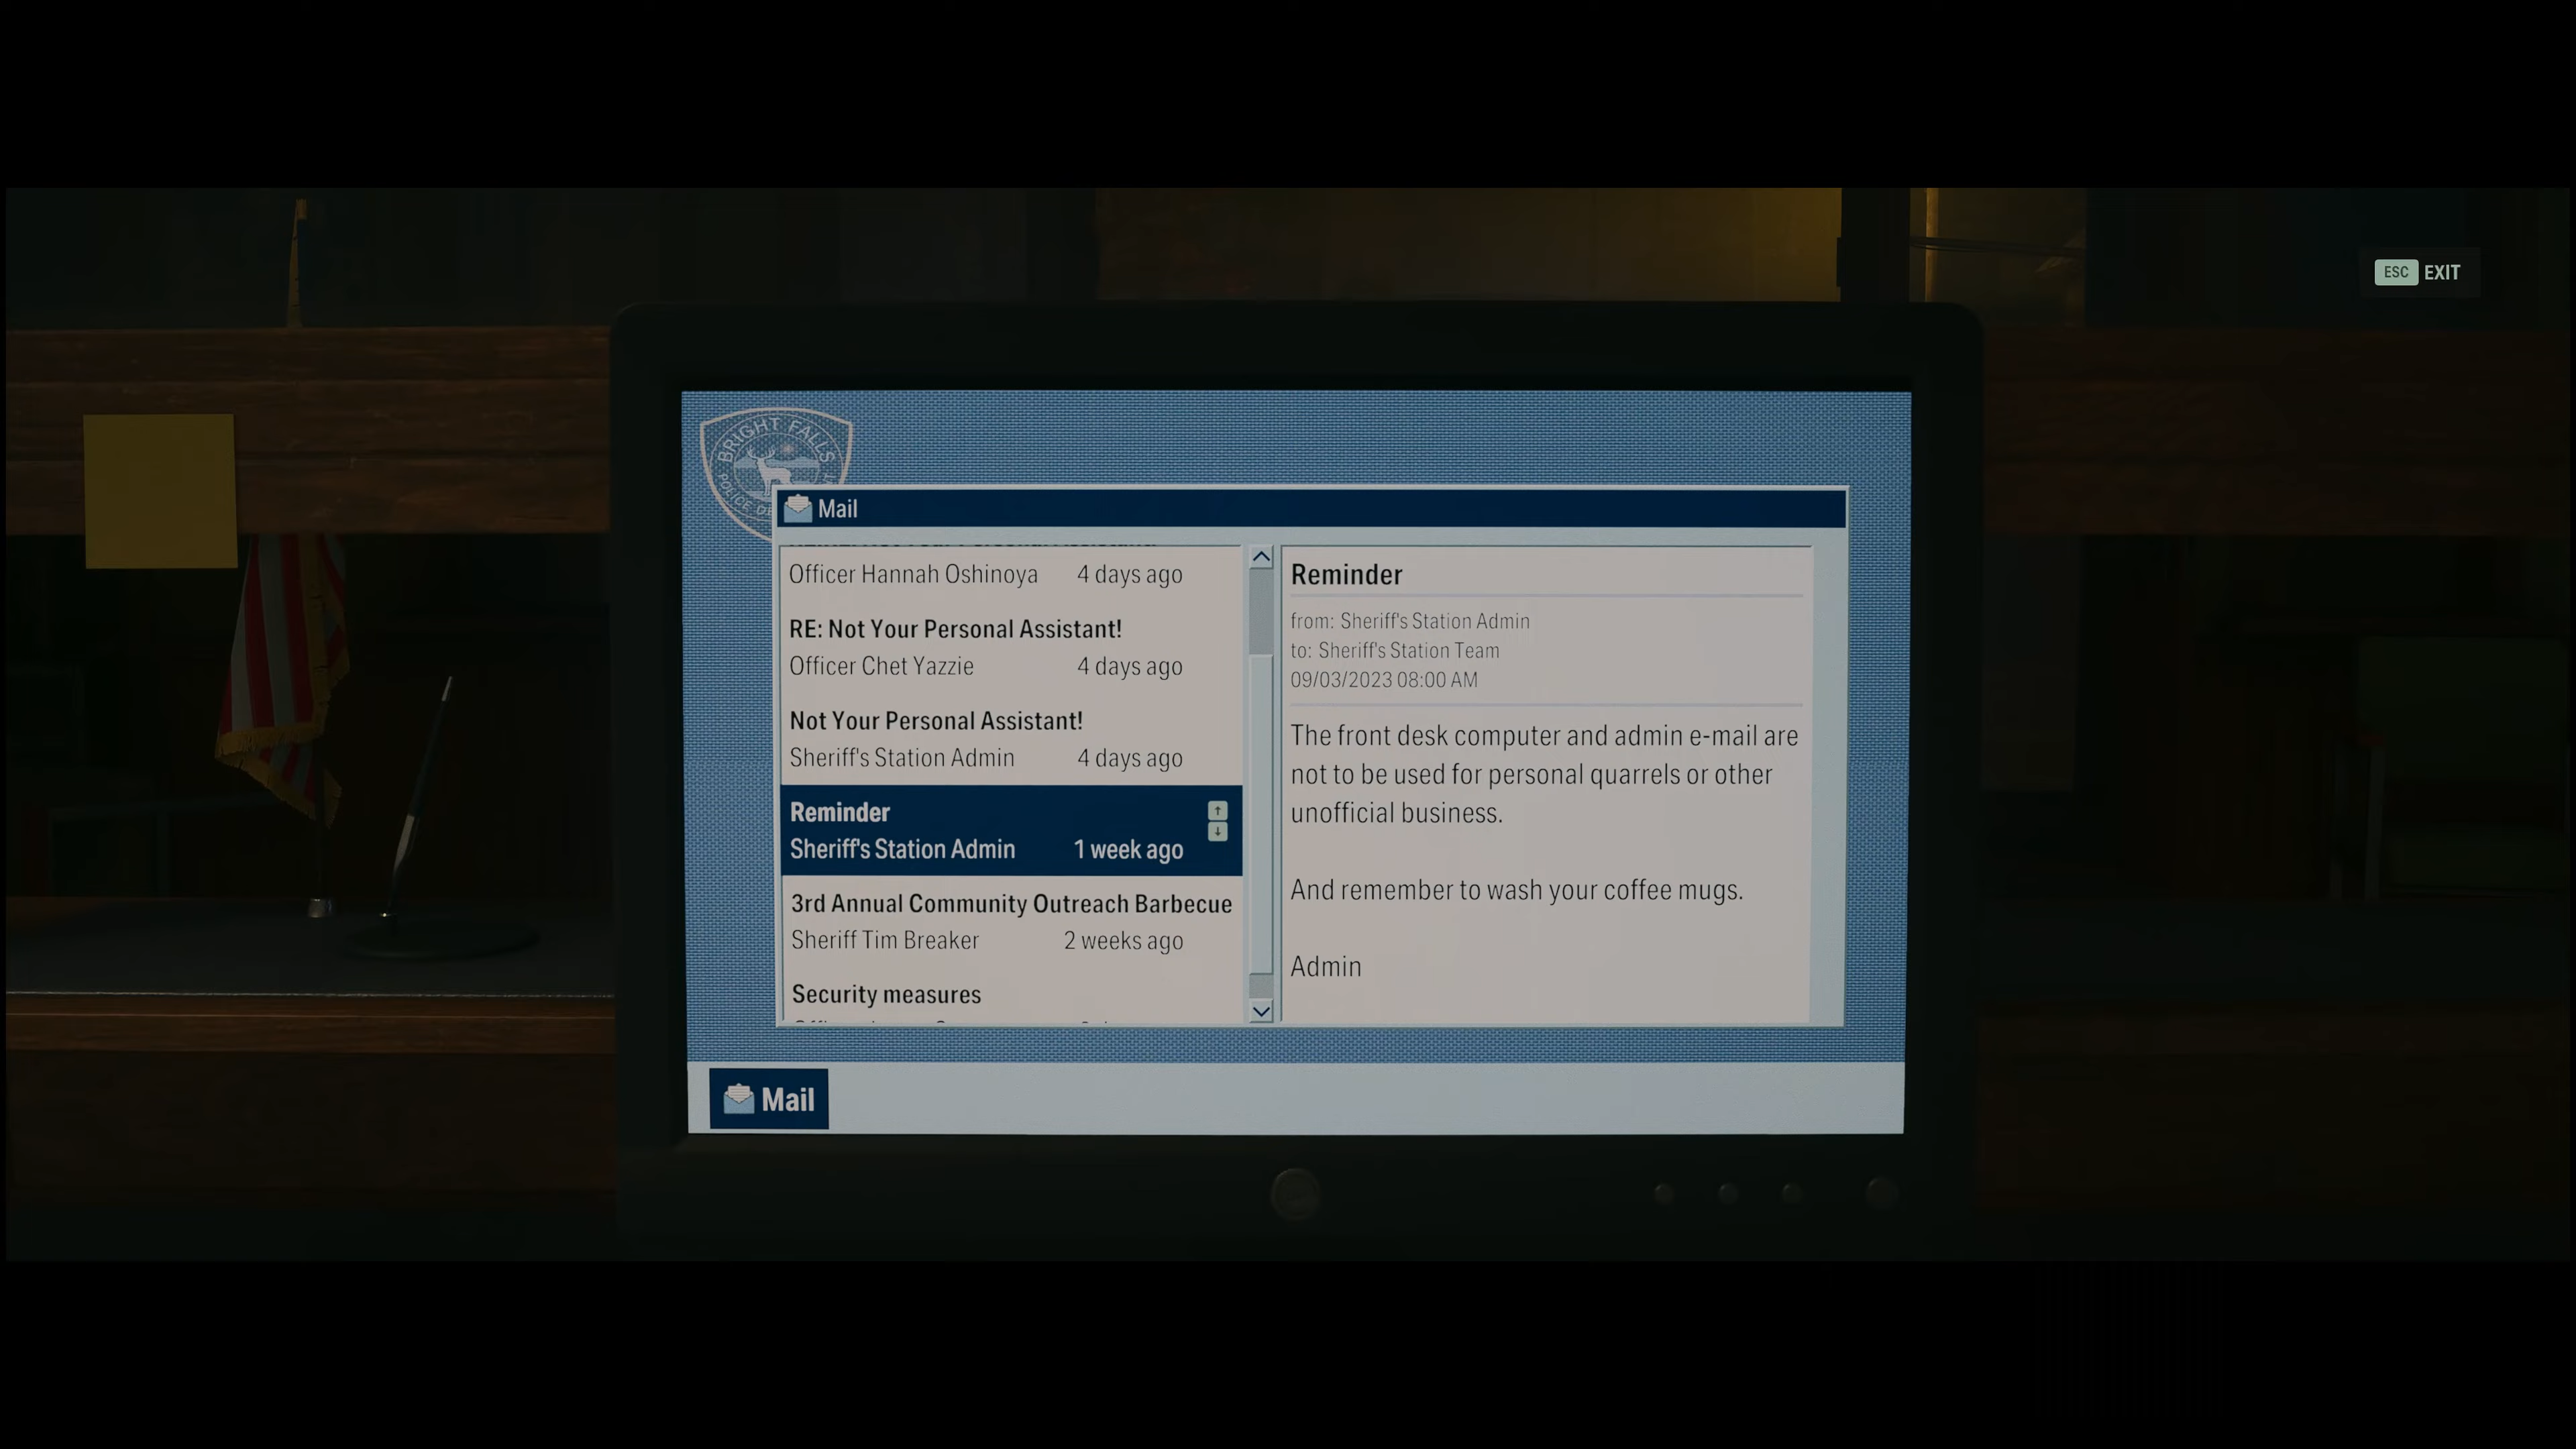 ESC EXIT
BRIGHT FALLS
POLICE
Mail
Officer Hannah Oshinoya 4 days ago
RE: Not Your Personal Assistant!
Officer Chet Yazzie 4 days ago
Not Your Personal Assistant!
Sheriff's Station Admin 4 days ago
Reminder
Sheriff's Station Admin 1 week ago
3rd Annual Community Outreach Barbecue
Sheriff Tim Breaker 2 weeks ago
Security measures
Reminder
from: Sheriff's Station Admin
to: Sheriff's Station Team
09/03/2023 08:00 AM
The front desk computer and admin e-mail are
not to be used for personal quarrels or other
unofficial business.
And remember to wash your coffee mugs.
Admin
Mail